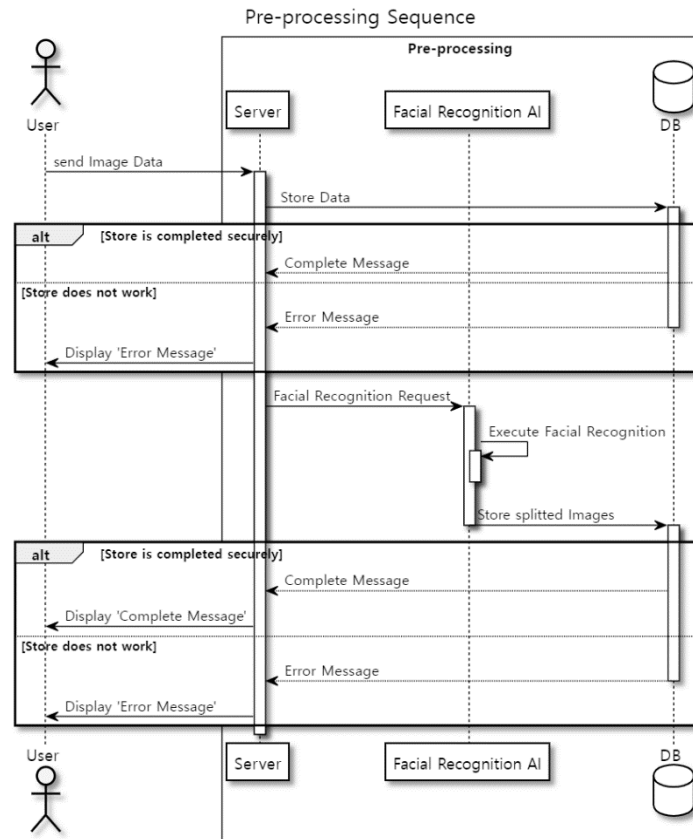 Pre-processing Sequence
Pre-processing
User
Server
Facial Recognition AI
DB
send Image Data
Store Data
alt
[Store is completed securely]
Complete Message
[Store does not work]
Error Message
Display 'Error Message'
Facial Recognition Request
Execute Facial Recognition
Store splitted Images
alt
[Store is completed securely]
Complete Message
Display 'Complete Message'
[Store does not work]
Error Message
Display 'Error Message'
User
Server
Facial Recognition AI
DB